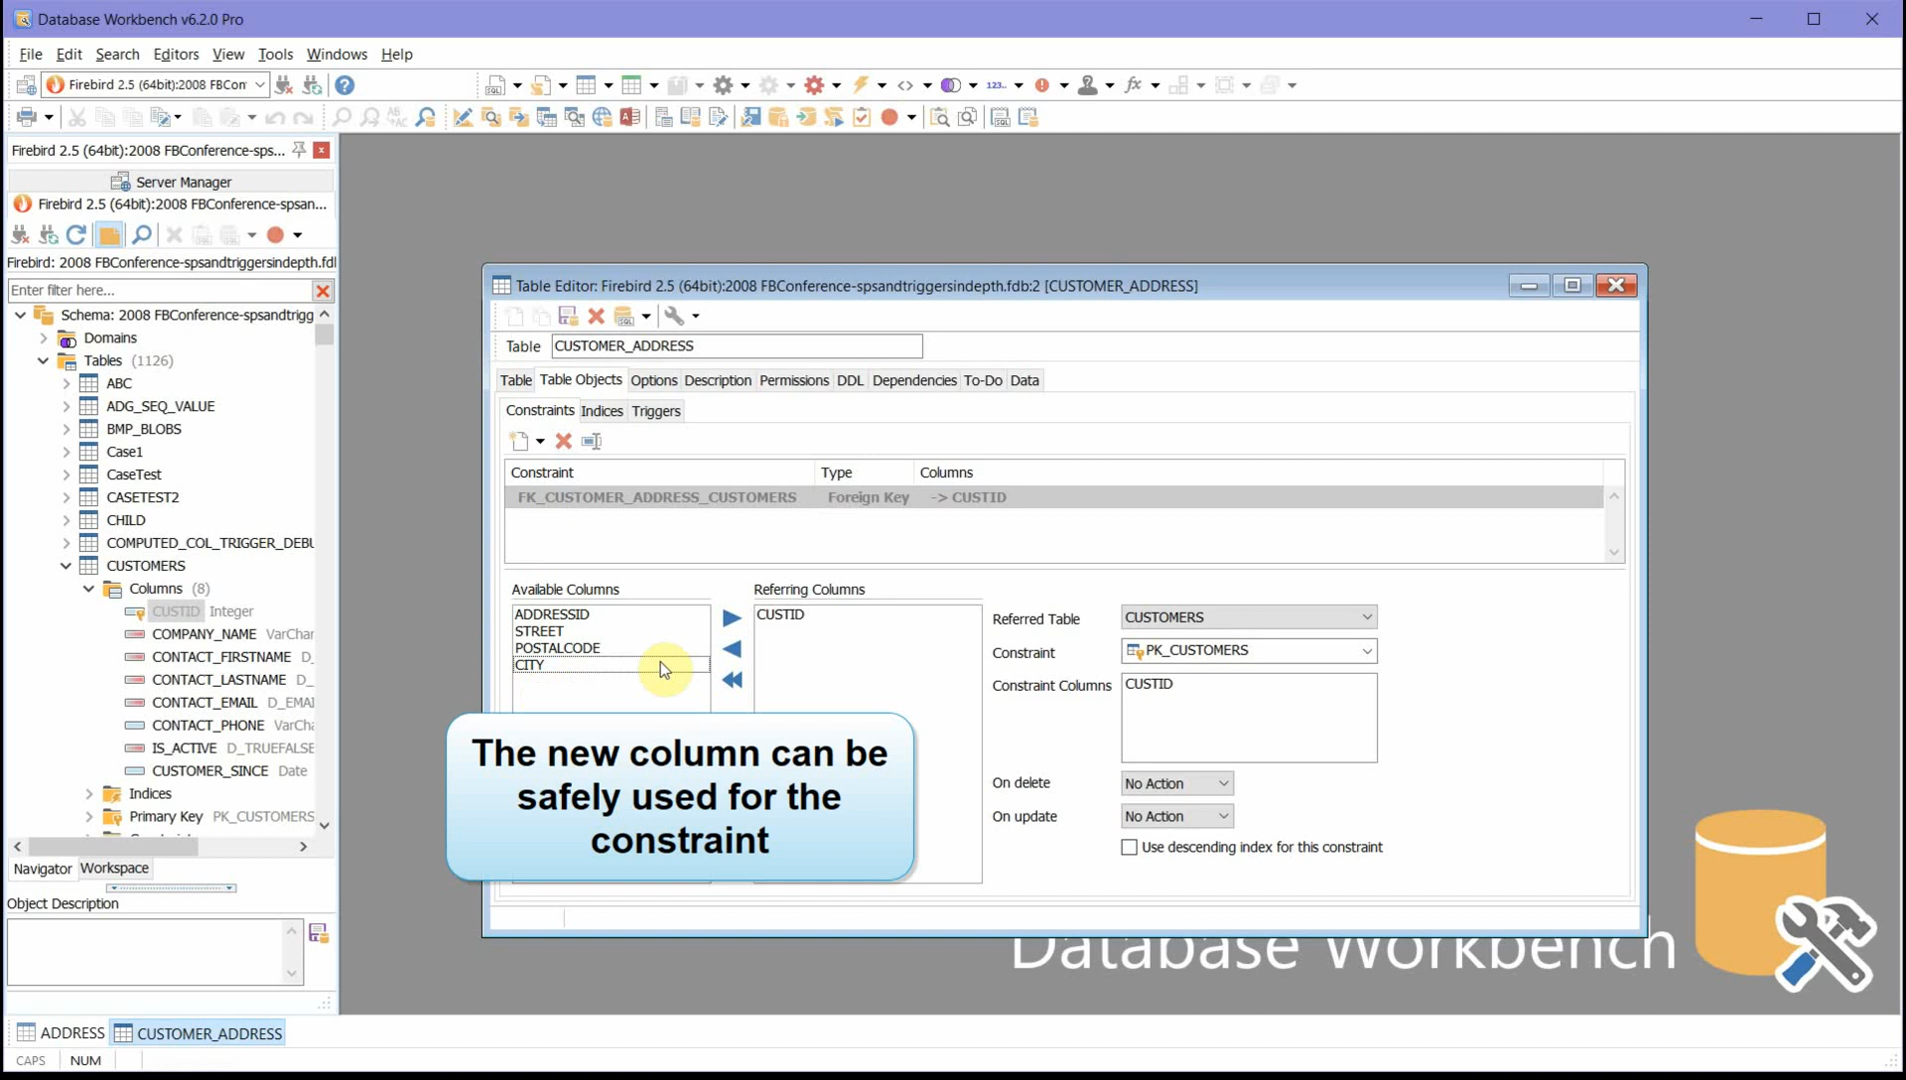 Database Workbench v6.2.0 Pro
File Edit Search Editors View Tools Windows Help
Firebird 2.5 (64bit):2008 FBCon
123..
fx
Firebird 2.5 (64bit):2008 FBConference-sps...
Server Manager
Firebird 2.5 (64bit):2008 FBConference-spsan...
Firebird: 2008 FBConference-spsandtriggersindepth.fdl
Enter filter here...
Schema: 2008 FBConference-spsandtrigg
Domains
Tables (1126)
ABC
ADG_SEQ_VALUE
BMP_BLOBS
Case1
CaseTest
CASETEST2
CHILD
COMPUTED_COL_TRIGGER_DEBU
CUSTOMERS
Columns (8)
CUSTID Integer
COMPANY_NAME VarChar
CONTACT_FIRSTNAME D_
CONTACT_LASTNAME D_
CONTACT_EMAIL D_EMAI
CONTACT_PHONE VarCha
IS_ACTIVE D_TRUEFALSE
CUSTOMER_SINCE Date
Indices
Primary Key PK_CUSTOMERS
Navigator Workspace
Object Description
Table Editor: Firebird 2.5 (64bit):2008 FBConference-spsandtriggersindepth.fdb:2 [CUSTOMER_ADDRESS]
Table CUSTOMER_ADDRESS
Table Table Objects Options Description Permissions DDL Dependencies To-Do Data
Constraints Indices Triggers
Constraint Type Columns
FK_CUSTOMER_ADDRESS_CUSTOMERS Foreign Key -> CUSTID
Available Columns
ADDRESSID
STREET
POSTALCODE
CITY
Referring Columns
CUSTID
Referred Table CUSTOMERS
Constraint PK_CUSTOMERS
Constraint Columns CUSTID
On delete No Action
On update No Action
Use descending index for this constraint
The new column can be
safely used for the
constraint
Database Workbench
ADDRESS CUSTOMER_ADDRESS
CAPS NUM